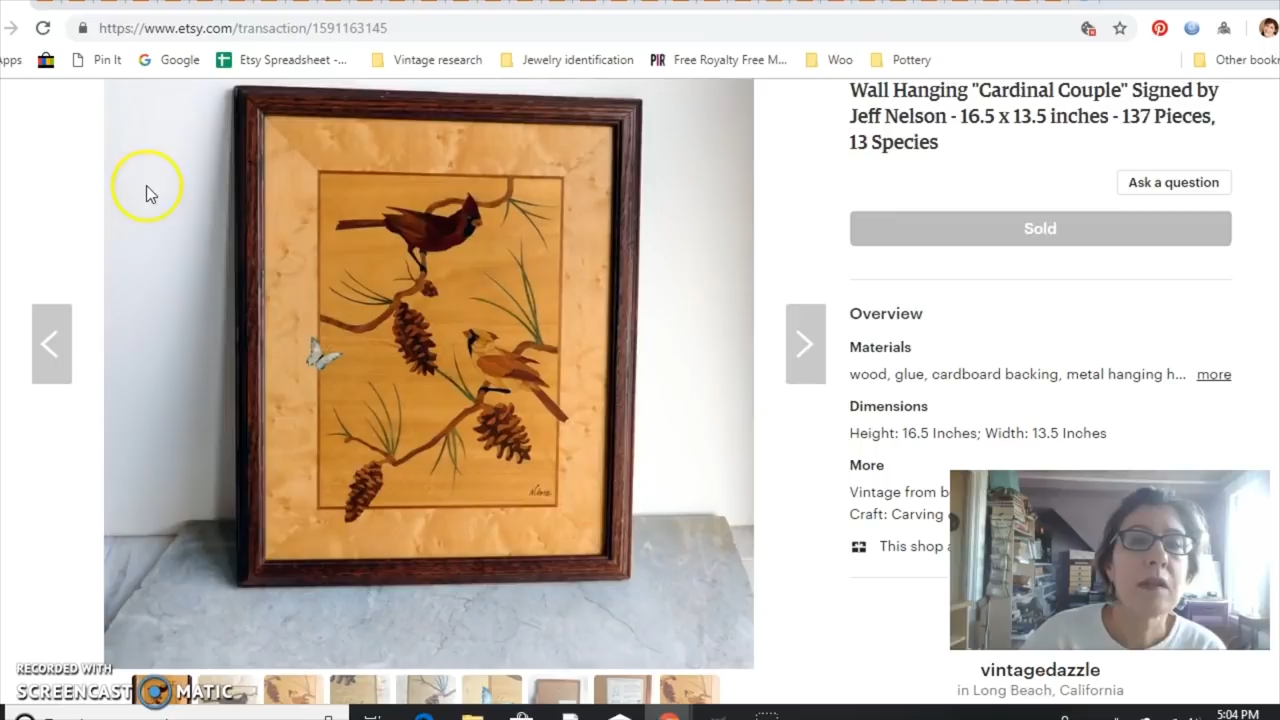 https://www.etsy.com/transaction/1591163145
Apps Pin It Google Etsy Spreadsheet -... Vintage research Jewelry identification PIR Free Royalty Free M... Woo Pottery Other bookr
Wall Hanging "Cardinal Couple" Signed by
Jeff Nelson - 16.5 x 13.5 inches - 137 Pieces,
13 Species
Ask a question
Sold
Overview
Materials
wood, glue, cardboard backing, metal hanging h... more
Dimensions
Height: 16.5 Inches; Width: 13.5 Inches
More
Vintage from b
Craft: Carving
This shop a
vintagedazzle
in Long Beach, California
RECORDED WITH
SCREENCAST MATIC
5:04 PM